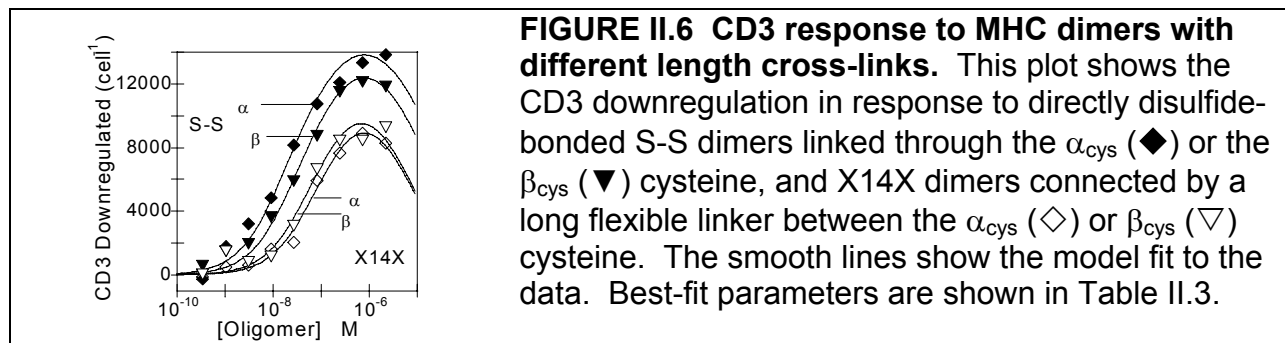 CD3 Downregulated (cell¹)
12000
8000
4000
0
S-S
α
β
α
β
X14X
10⁻¹⁰
10⁻⁸
10⁻⁶
[Oligomer] M
FIGURE II.6 CD3 response to MHC dimers with
different length cross-links. This plot shows the
CD3 downregulation in response to directly disulfide-
bonded S-S dimers linked through the αcys (◆) or the
βcys (▼) cysteine, and X14X dimers connected by a
long flexible linker between the αcys (◇) or βcys (▽)
cysteine. The smooth lines show the model fit to the
data. Best-fit parameters are shown in Table II.3.